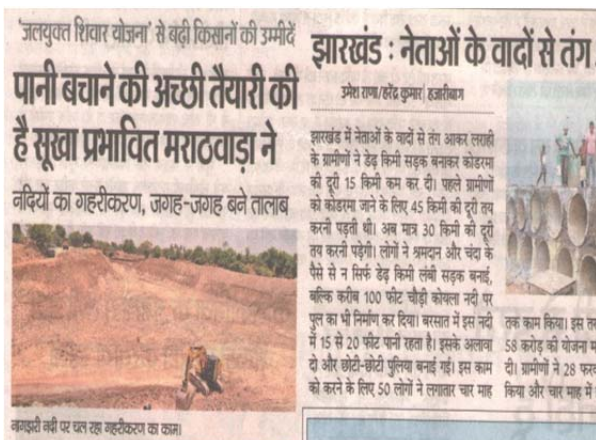 'जलयुक्त शिवार योजना' से बढ़ी किसानों की उम्मीदें
पानी बचाने की अच्छी तैयारी की
है सूखा प्रभावित मराठवाड़ा ने
नदियों का गहरीकरण, जगह-जगह बने तालाब
नागझरी नदी पर चल रहा गहरीकरण का काम।
झारखंड : नेताओं के वादों से तंग
उमेश राणा/हरेंद्र कुमार| हजारीबाग
झारखंड में नेताओं के वादों से तंग आकर लराही
के ग्रामीणों ने डेढ़ किमी सड़क बनाकर कोडरमा
की दूरी 15 किमी कम कर दी। पहले ग्रामीणों
को कोडरमा जाने के लिए 45 किमी की दूरी तय
करनी पड़ती थी। अब मात्र 30 किमी की दूरी
तय करनी पड़ेगी। लोगों ने श्रमदान और चंदा के
पैसे से न सिर्फ डेढ़ किमी लंबी सड़क बनाई,
बल्कि करीब 100 फीट चौड़ी कोयला नदी पर
पुल का भी निर्माण कर दिया। बरसात में इस नदी
में 15 से 20 फीट पानी रहता है। इसके अलावा
दो और छोटी-छोटी पुलिया बनाई गईं। इस काम
को करने के लिए 50 लोगों ने लगातार चार माह
तक काम किया। इस तर
58 करोड़ की योजना म
दी। ग्रामीणों ने 28 फर
किया और चार माह में